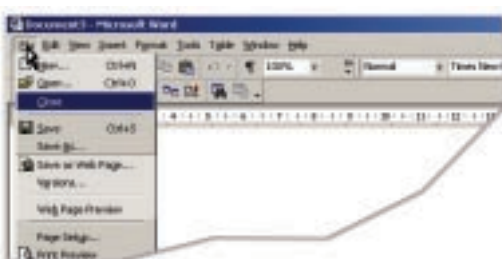 Document3 - Microsoft Word
File Edit View Insert Format Tools Table Window Help
New... Ctrl+N
100% Normal Times New
Open... Ctrl+O
Close
Save Ctrl+S
Save As...
Save as Web Page...
Versions...
Web Page Preview
Page Setup...
Print Preview